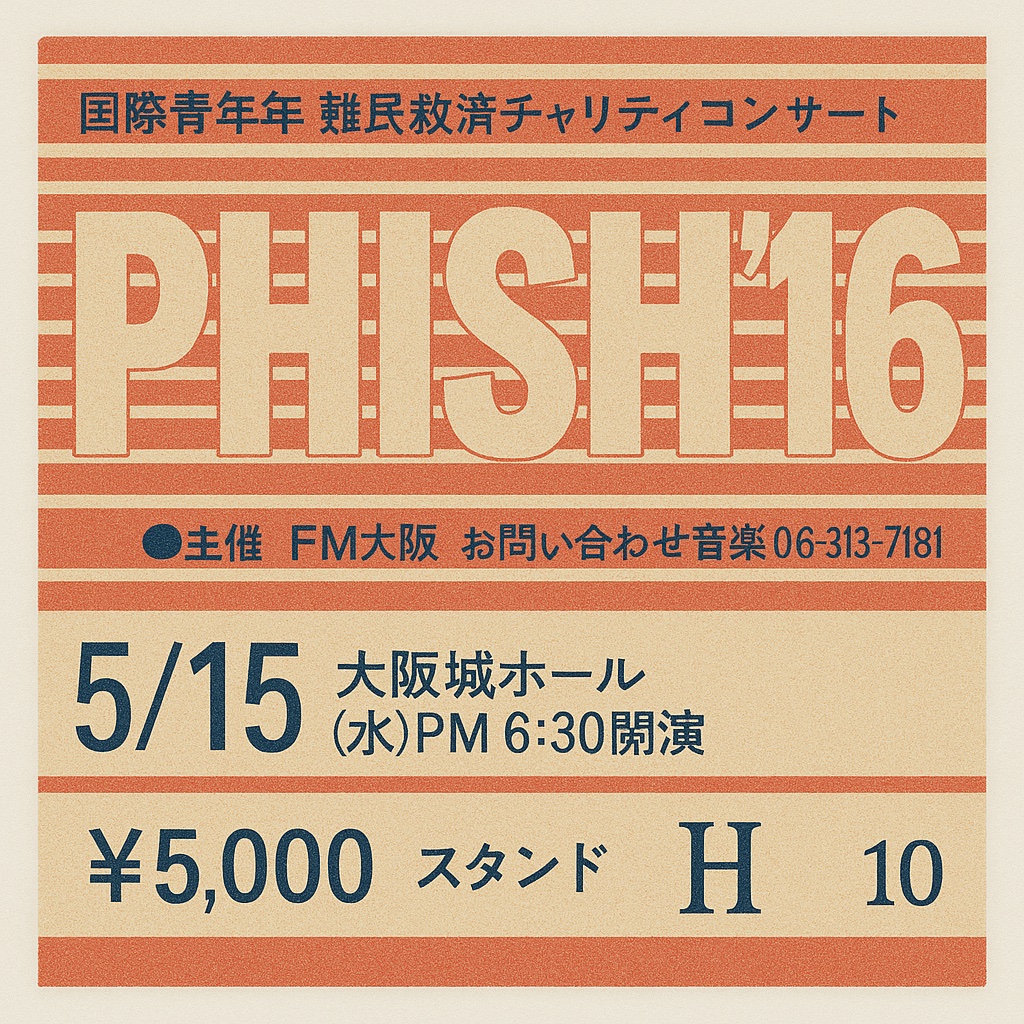 国際青年年 難民救済チャリティコンサート
PHISH'16
●主催 FM大阪 お問い合わせ音楽06-313-7181
5/15 大阪城ホール
(水)PM 6:30開演
¥5,000 スタンド H 10